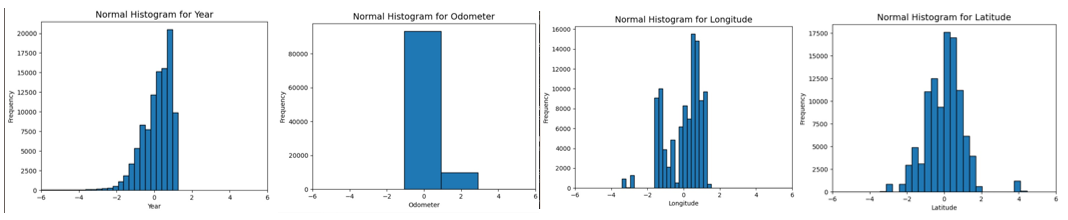 Normal Histogram for Year
Frequency
20000
17500
15000
12500
10000
7500
5000
2500
0
−6 −4 −2 0 2 4 6
Year
Normal Histogram for Odometer
Frequency
80000
60000
40000
20000
0
−6 −4 −2 0 2 4 6
Odometer
Normal Histogram for Longitude
Frequency
16000
14000
12000
10000
8000
6000
4000
2000
0
−6 −4 −2 0 2 4 6
Longitude
Normal Histogram for Latitude
Frequency
17500
15000
12500
10000
7500
5000
2500
0
−6 −4 −2 0 2 4 6
Latitude